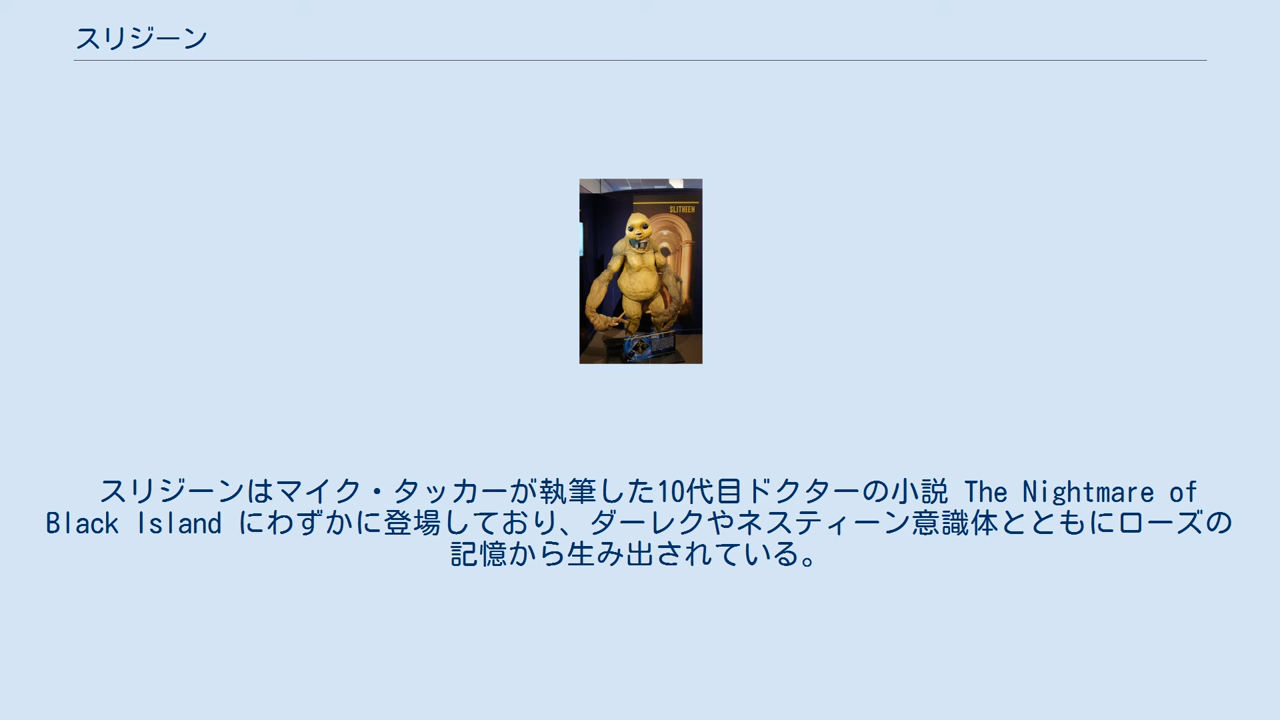 スリジーン
SLITHEEN
スリジーンはマイク・タッカーが執筆した10代目ドクターの小説 The Nightmare of
Black Island にわずかに登場しており、ダーレクやネスティーン意識体とともにローズの
記憶から生み出されている。